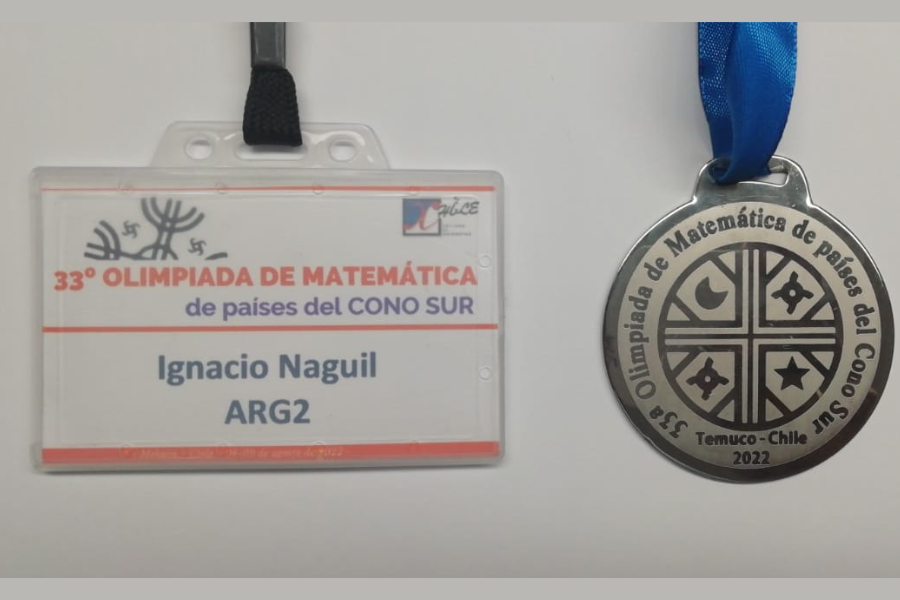 33º OLIMPIADA DE MATEMÁTICA
de países del CONO SUR
Ignacio Naguil
ARG2
33ª Olimpiada de Matemática de países del Cono Sur
Temuco - Chile
2022